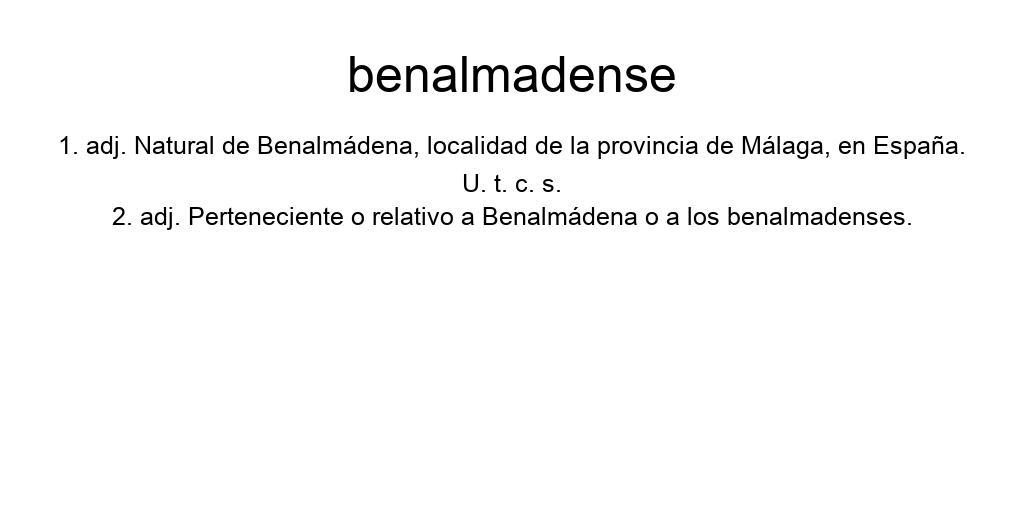 benalmadense
1. adj. Natural de Benalmádena, localidad de la provincia de Málaga, en España.
U. t. c. s.
2. adj. Perteneciente o relativo a Benalmádena o a los benalmadenses.